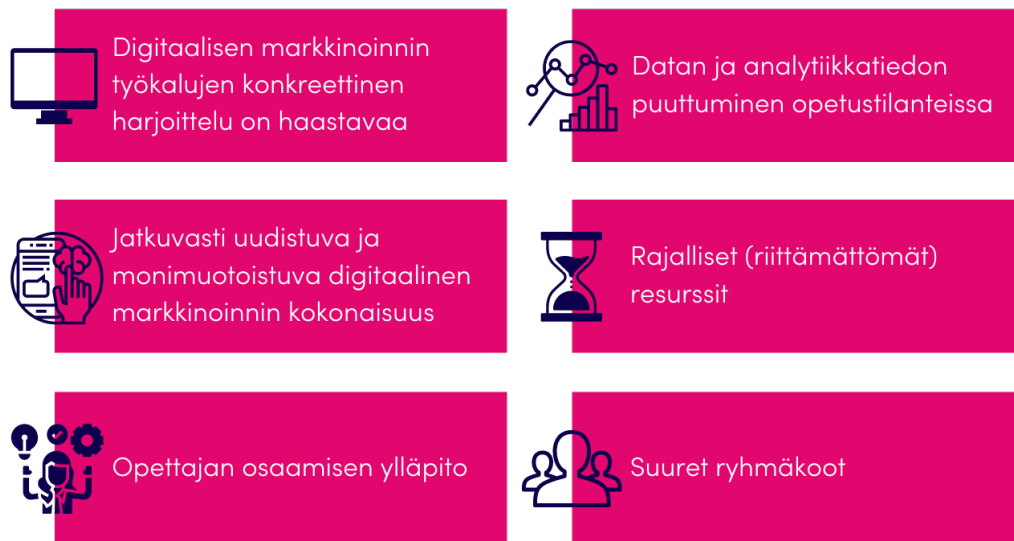 Digitaalisen markkinoinnin
työkalujen konkreettinen
harjoittelu on haastavaa
Datan ja analytiikkatiedon
puuttuminen opetustilanteissa
Jatkuvasti uudistuva ja
monimuotoistuva digitaalinen
markkinoinnin kokonaisuus
Rajalliset (riittämättömät)
resurssit
Opettajan osaamisen ylläpito
Suuret ryhmäkoot